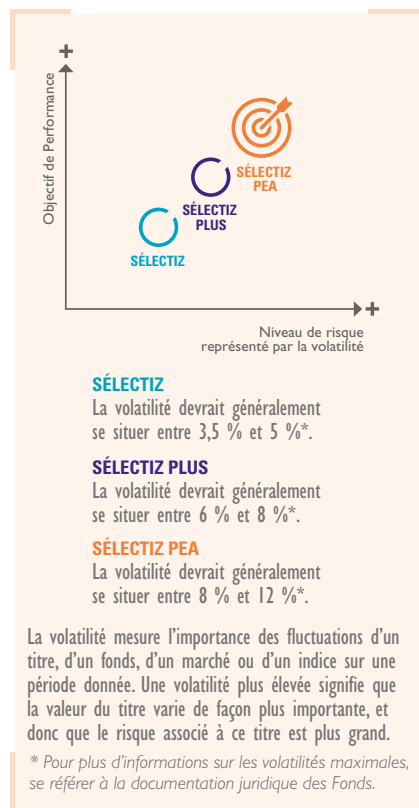 +
Objectif de Performance
SÉLECTIZ
PEA
SÉLECTIZ
PLUS
SÉLECTIZ
+
Niveau de risque
représenté par la volatilité
SÉLECTIZ
La volatilité devrait généralement
se situer entre 3,5 % et 5 %*.
SÉLECTIZ PLUS
La volatilité devrait généralement
se situer entre 6 % et 8 %*.
SÉLECTIZ PEA
La volatilité devrait généralement
se situer entre 8 % et 12 %*.
La volatilité mesure l’importance des fluctuations d’un
titre, d’un fonds, d’un marché ou d’un indice sur une
période donnée. Une volatilité plus élevée signifie que
la valeur du titre varie de façon plus importante, et
donc que le risque associé à ce titre est plus grand.
* Pour plus d’informations sur les volatilités maximales,
se référer à la documentation juridique des Fonds.